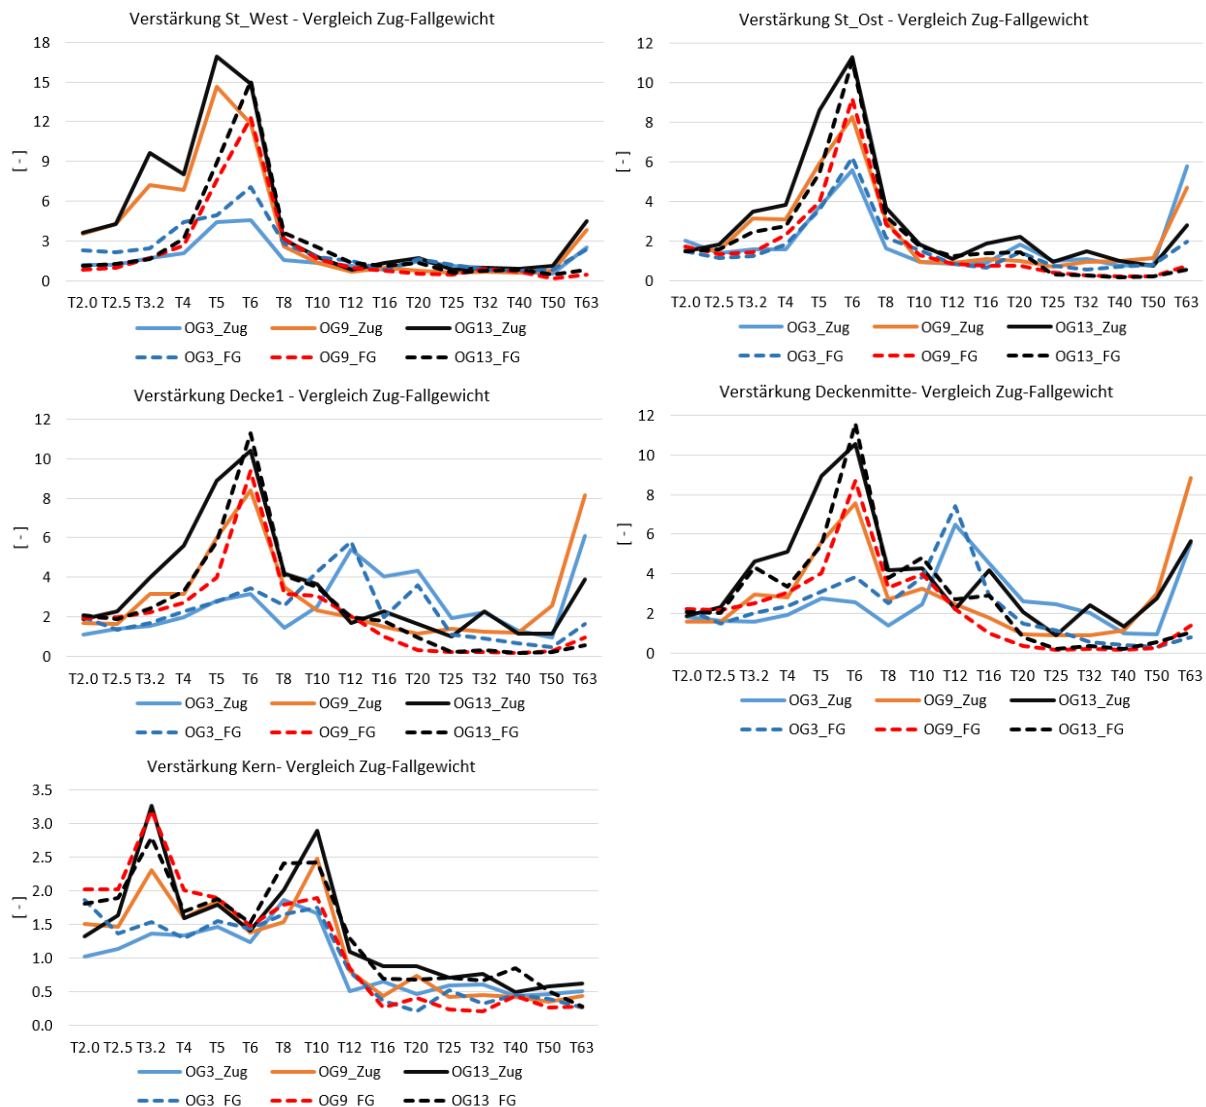 Verstärkung St_West - Vergleich Zug-Fallgewicht
18
15
12
9
6
3
0
[ - ]
T2.0 T2.5 T3.2 T4 T5 T6 T8 T10 T12 T16 T20 T25 T32 T40 T50 T63
OG3_Zug OG9_Zug OG13_Zug
OG3_FG OG9_FG OG13_FG
Verstärkung St_Ost - Vergleich Zug-Fallgewicht
12
10
8
6
4
2
0
[ - ]
T2.0 T2.5 T3.2 T4 T5 T6 T8 T10 T12 T16 T20 T25 T32 T40 T50 T63
OG3_Zug OG9_Zug OG13_Zug
OG3_FG OG9_FG OG13_FG
Verstärkung Decke1 - Vergleich Zug-Fallgewicht
12
10
8
6
4
2
0
[ - ]
T2.0 T2.5 T3.2 T4 T5 T6 T8 T10 T12 T16 T20 T25 T32 T40 T50 T63
OG3_Zug OG9_Zug OG13_Zug
OG3_FG OG9_FG OG13_FG
Verstärkung Deckenmitte- Vergleich Zug-Fallgewicht
12
10
8
6
4
2
0
[ - ]
T2.0 T2.5 T3.2 T4 T5 T6 T8 T10 T12 T16 T20 T25 T32 T40 T50 T63
OG3_Zug OG9_Zug OG13_Zug
OG3_FG OG9_FG OG13_FG
Verstärkung Kern- Vergleich Zug-Fallgewicht
3.5
3.0
2.5
2.0
1.5
1.0
0.5
0.0
[ - ]
T2.0 T2.5 T3.2 T4 T5 T6 T8 T10 T12 T16 T20 T25 T32 T40 T50 T63
OG3_Zug OG9_Zug OG13_Zug
OG3_FG OG9_FG OG13_FG